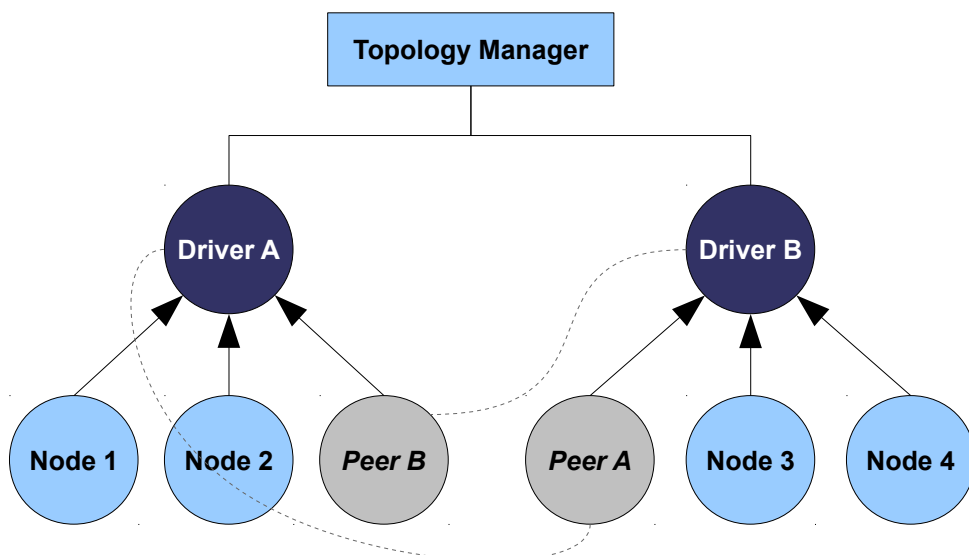 Topology Manager
Driver A
Driver B
Node 1
Node 2
Peer B
Peer A
Node 3
Node 4